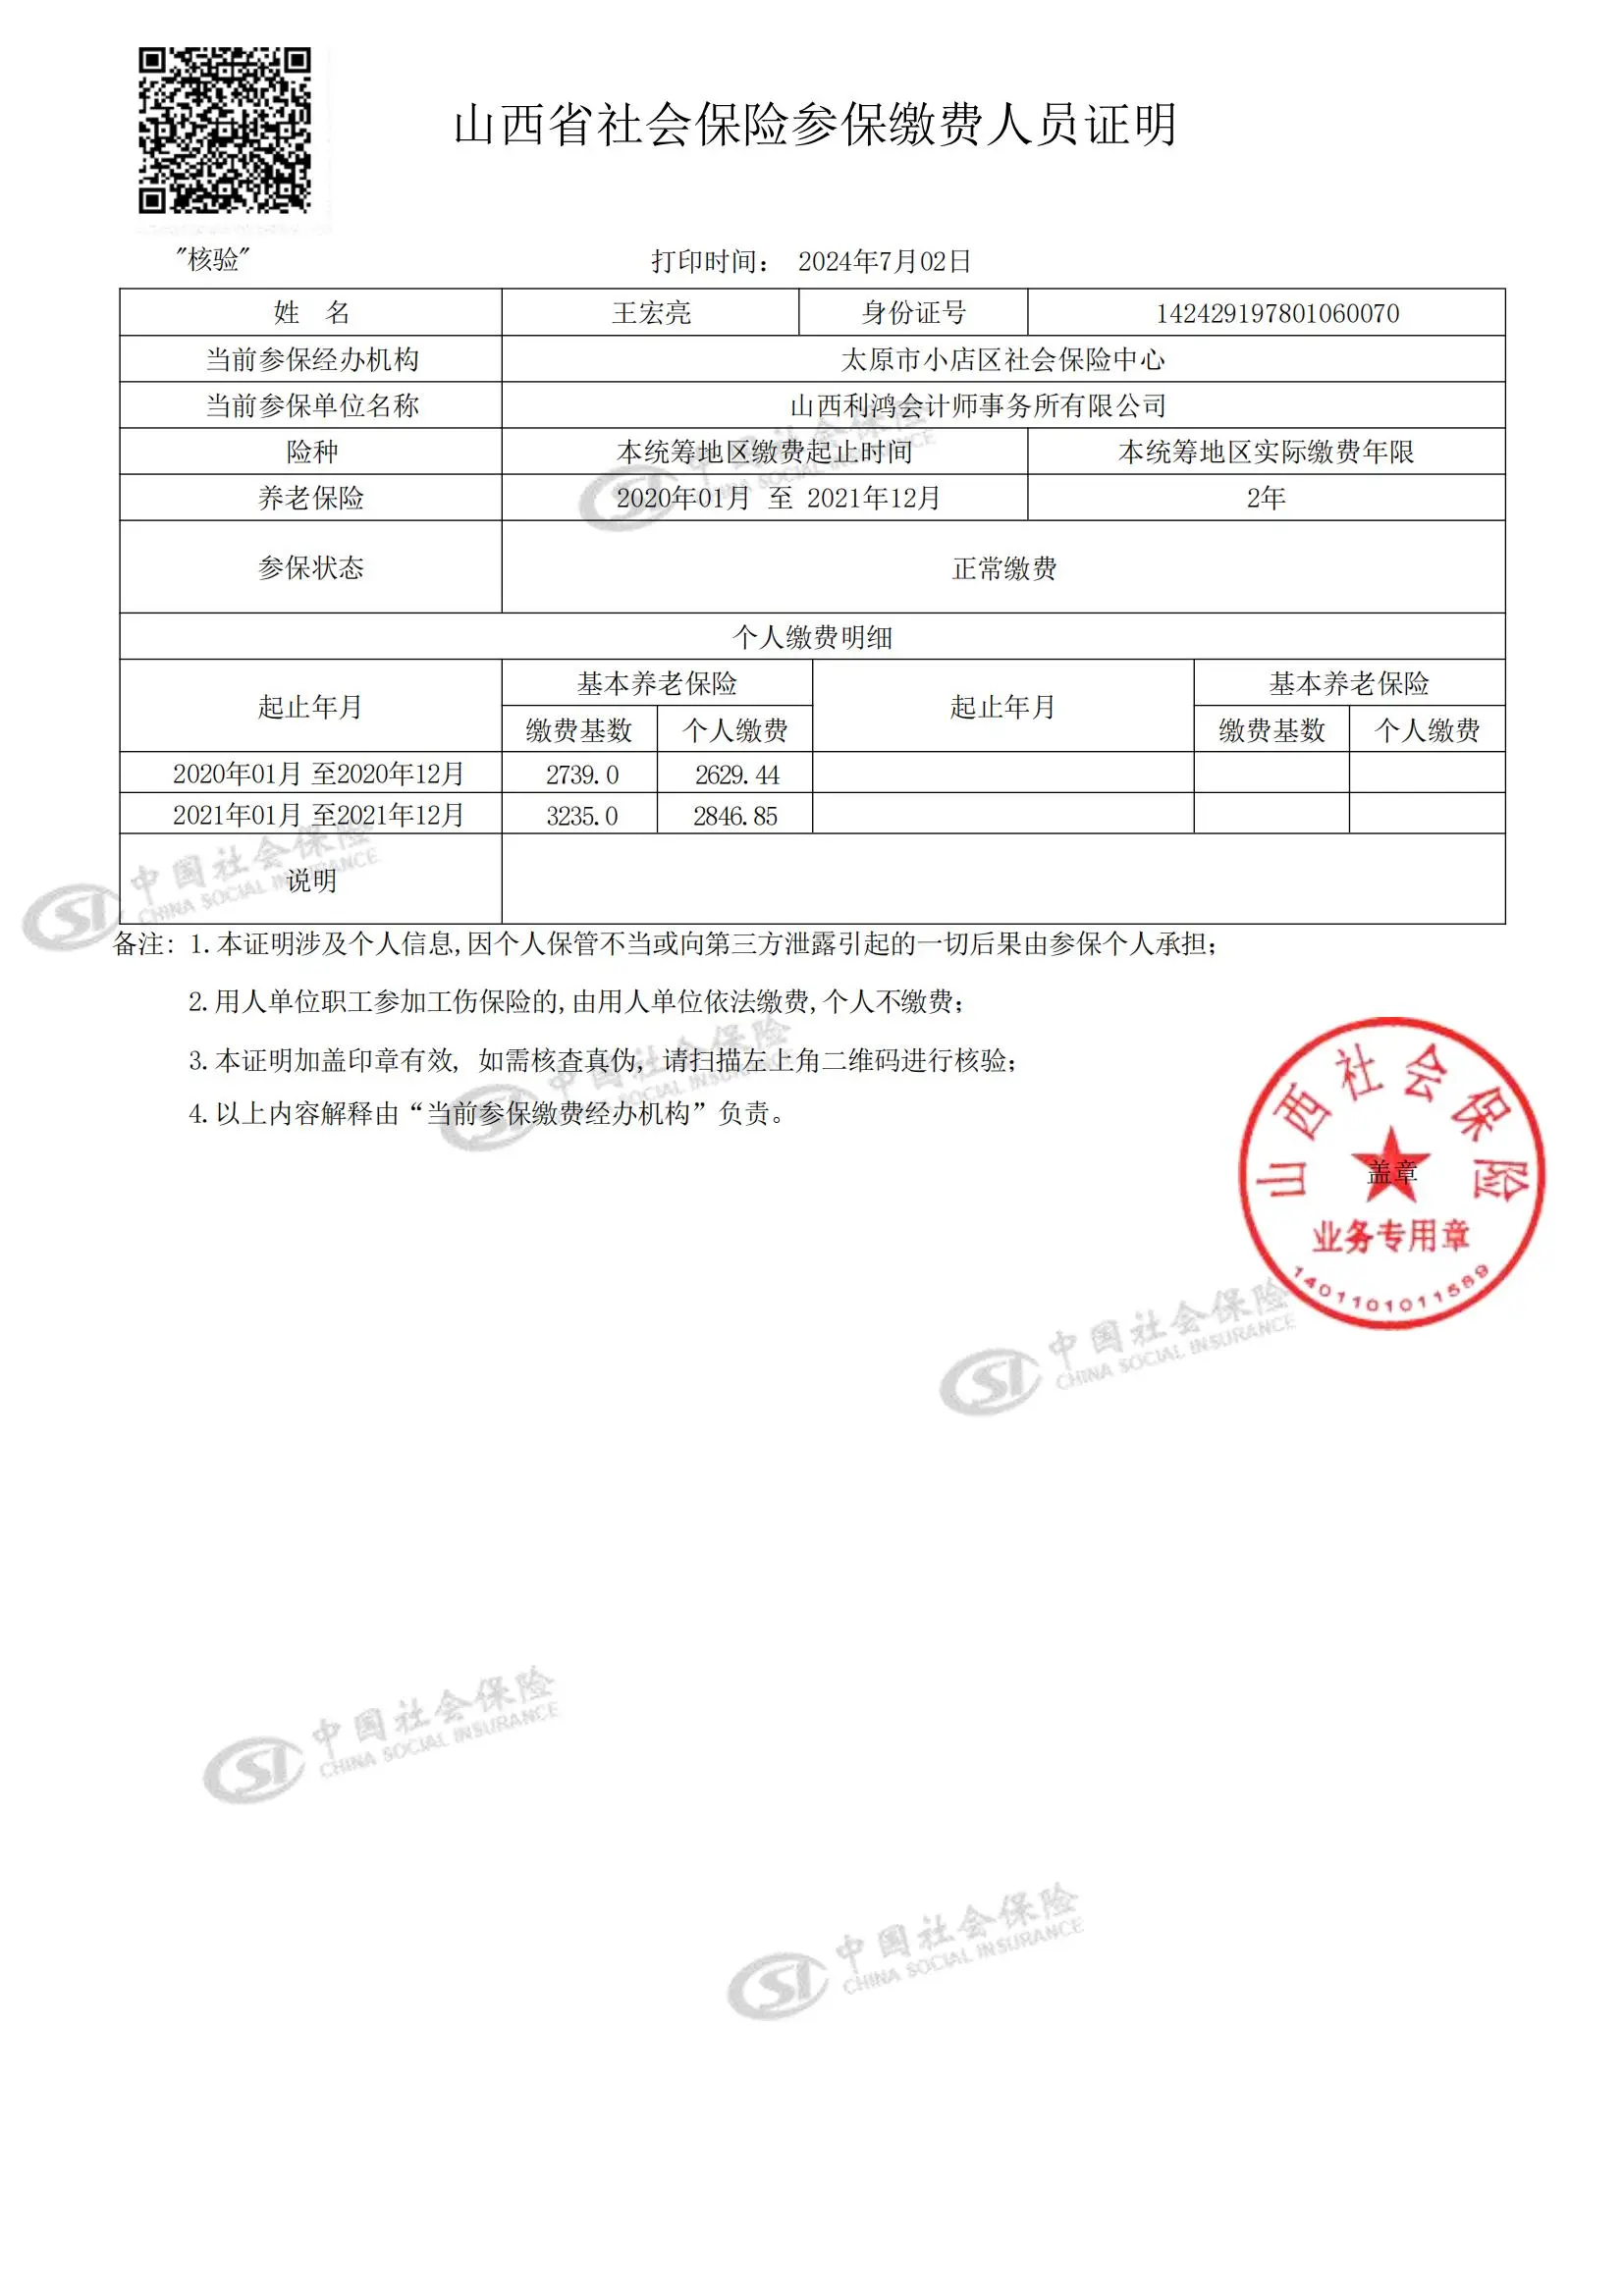 山西省社会保险参保缴费人员证明
"核验"
打印时间： 2024年7月02日
姓 名 王宏亮 身份证号 142429197801060070
当前参保经办机构 太原市小店区社会保险中心
当前参保单位名称 山西利鸿会计师事务所有限公司
险种 本统筹地区缴费起止时间 本统筹地区实际缴费年限
养老保险 2020年01月 至 2021年12月 2年
参保状态 正常缴费
个人缴费明细
起止年月 基本养老保险 起止年月 基本养老保险
缴费基数 个人缴费 缴费基数 个人缴费
2020年01月 至2020年12月 2739.0 2629.44
2021年01月 至2021年12月 3235.0 2846.85
说明
备注: 1.本证明涉及个人信息,因个人保管不当或向第三方泄露引起的一切后果由参保个人承担;
2.用人单位职工参加工伤保险的,由用人单位依法缴费,个人不缴费;
3.本证明加盖印章有效, 如需核查真伪, 请扫描左上角二维码进行核验;
4.以上内容解释由“当前参保缴费经办机构”负责。
山西社会保险
盖章
业务专用章
1401101011589
中国社会保险
CHINA SOCIAL INSURANCE
中国社会保险
CHINA SOCIAL INSURANCE
中国社会保险
CHINA SOCIAL INSURANCE
中国社会保险
CHINA SOCIAL INSURANCE
中国社会保险
CHINA SOCIAL INSURANCE
中国社会保险
CHINA SOCIAL INSURANCE